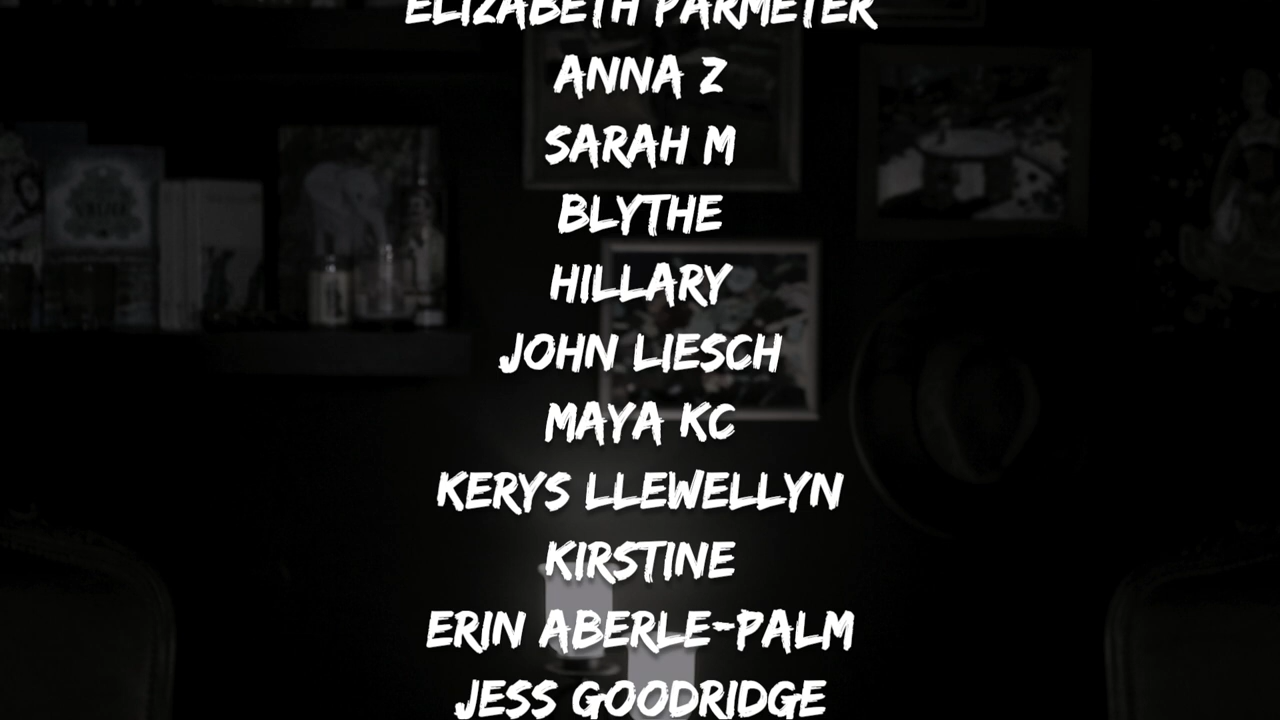 ELIZABETH PARMETER
ANNA Z
SARAH M
BLYTHE
HILLARY
JOHN LIESCH
MAYA KC
KERYS LLEWELLYN
KIRSTINE
ERIN ABERLE-PALM
JESS GOODRIDGE